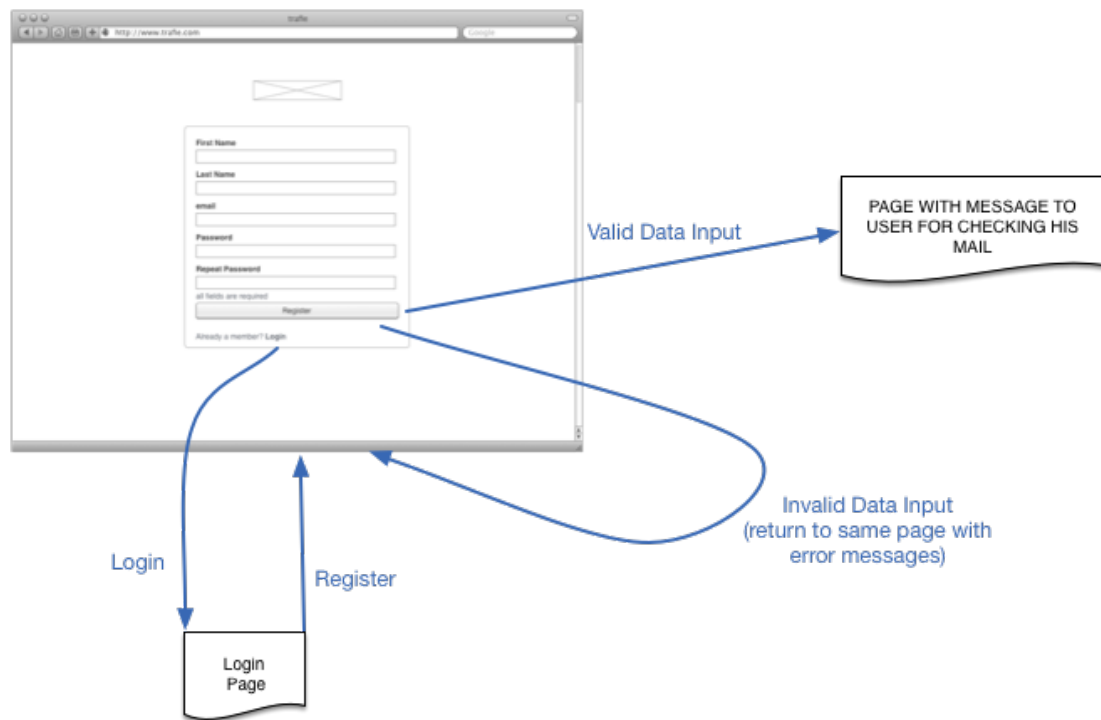 trafie
http://www.trafie.com
Google
First Name
Last Name
email
Password
Repeat Password
all fields are required
Register
Already a member? Login
Valid Data Input
PAGE WITH MESSAGE TO
USER FOR CHECKING HIS
MAIL
Invalid Data Input
(return to same page with
error messages)
Login
Register
Login
Page